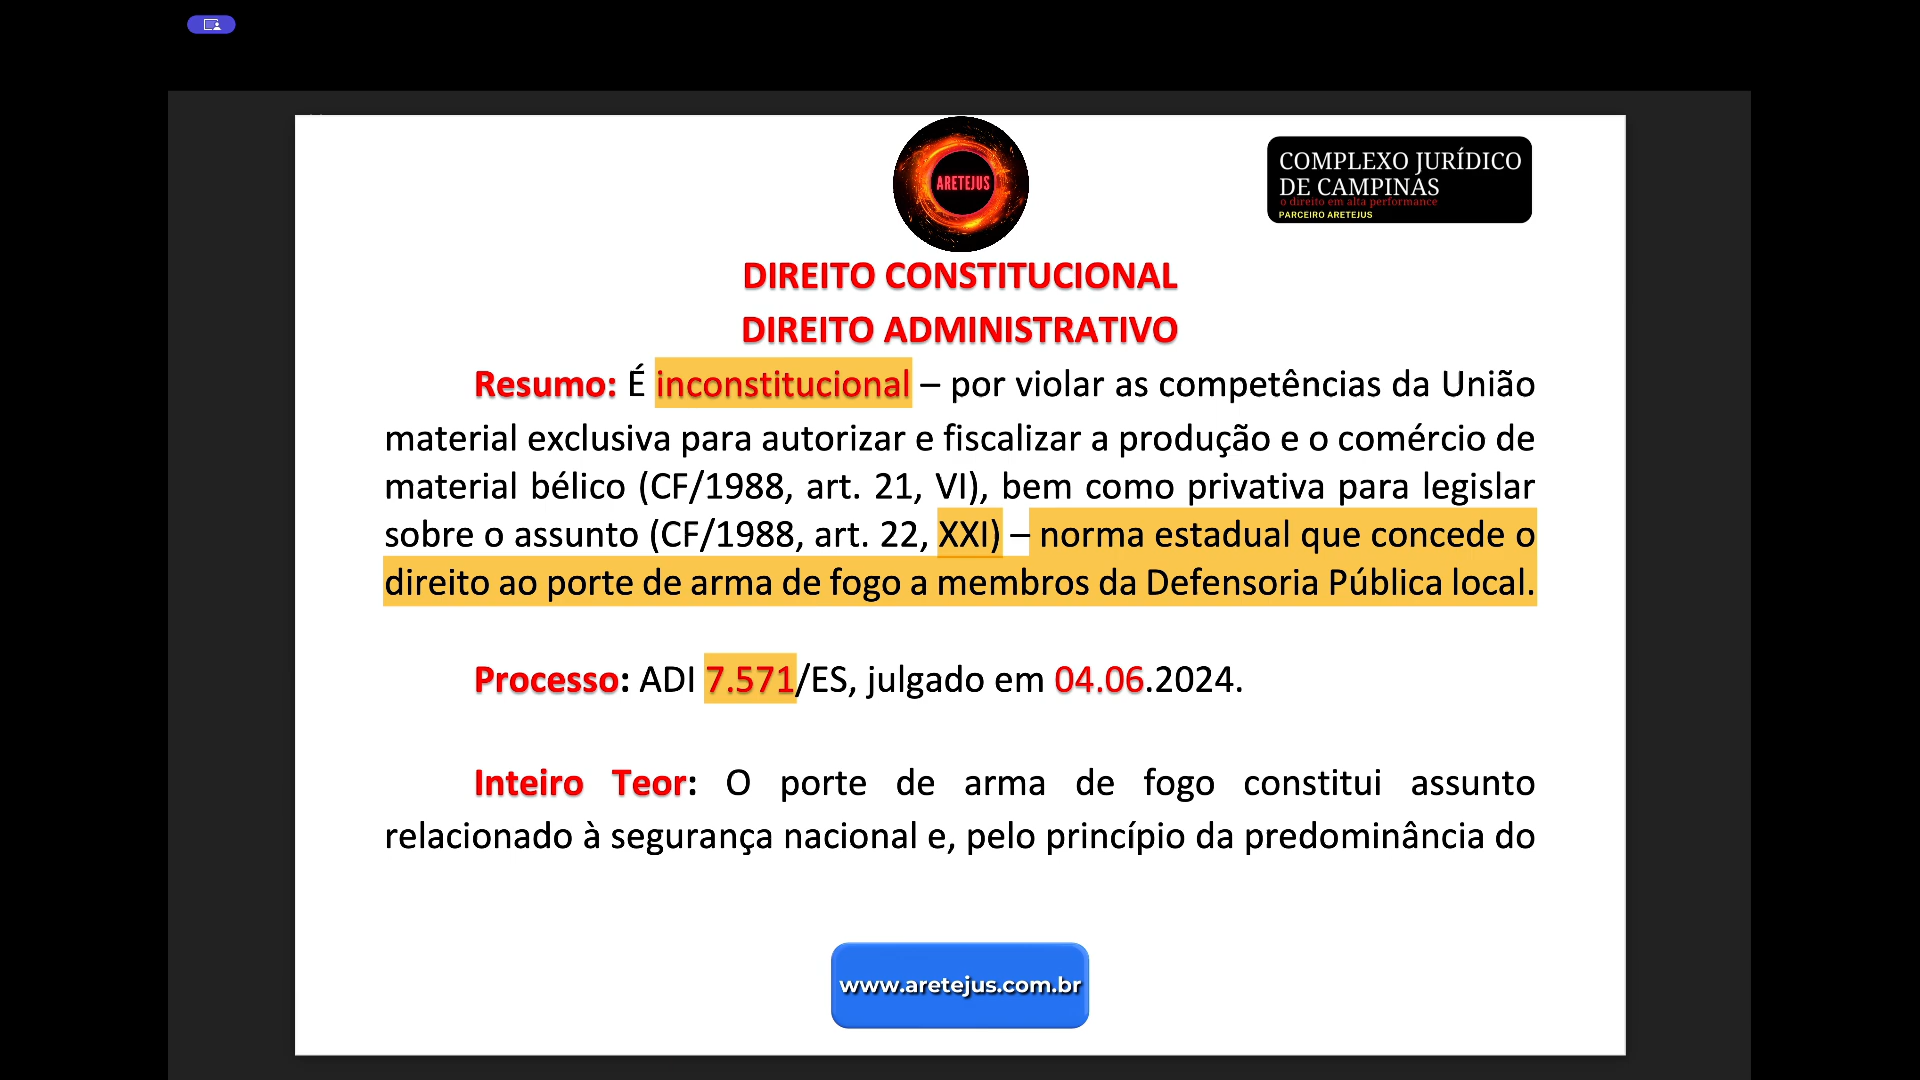 ARETEJUS
COMPLEXO JURÍDICO
DE CAMPINAS
o direito em alta performance
PARCEIRO ARETEJUS
DIREITO CONSTITUCIONAL
DIREITO ADMINISTRATIVO
Resumo: É inconstitucional – por violar as competências da União
material exclusiva para autorizar e fiscalizar a produção e o comércio de
material bélico (CF/1988, art. 21, VI), bem como privativa para legislar
sobre o assunto (CF/1988, art. 22, XXI) – norma estadual que concede o
direito ao porte de arma de fogo a membros da Defensoria Pública local.
Processo: ADI 7.571/ES, julgado em 04.06.2024.
Inteiro Teor: O porte de arma de fogo constitui assunto
relacionado à segurança nacional e, pelo princípio da predominância do
www.aretejus.com.br